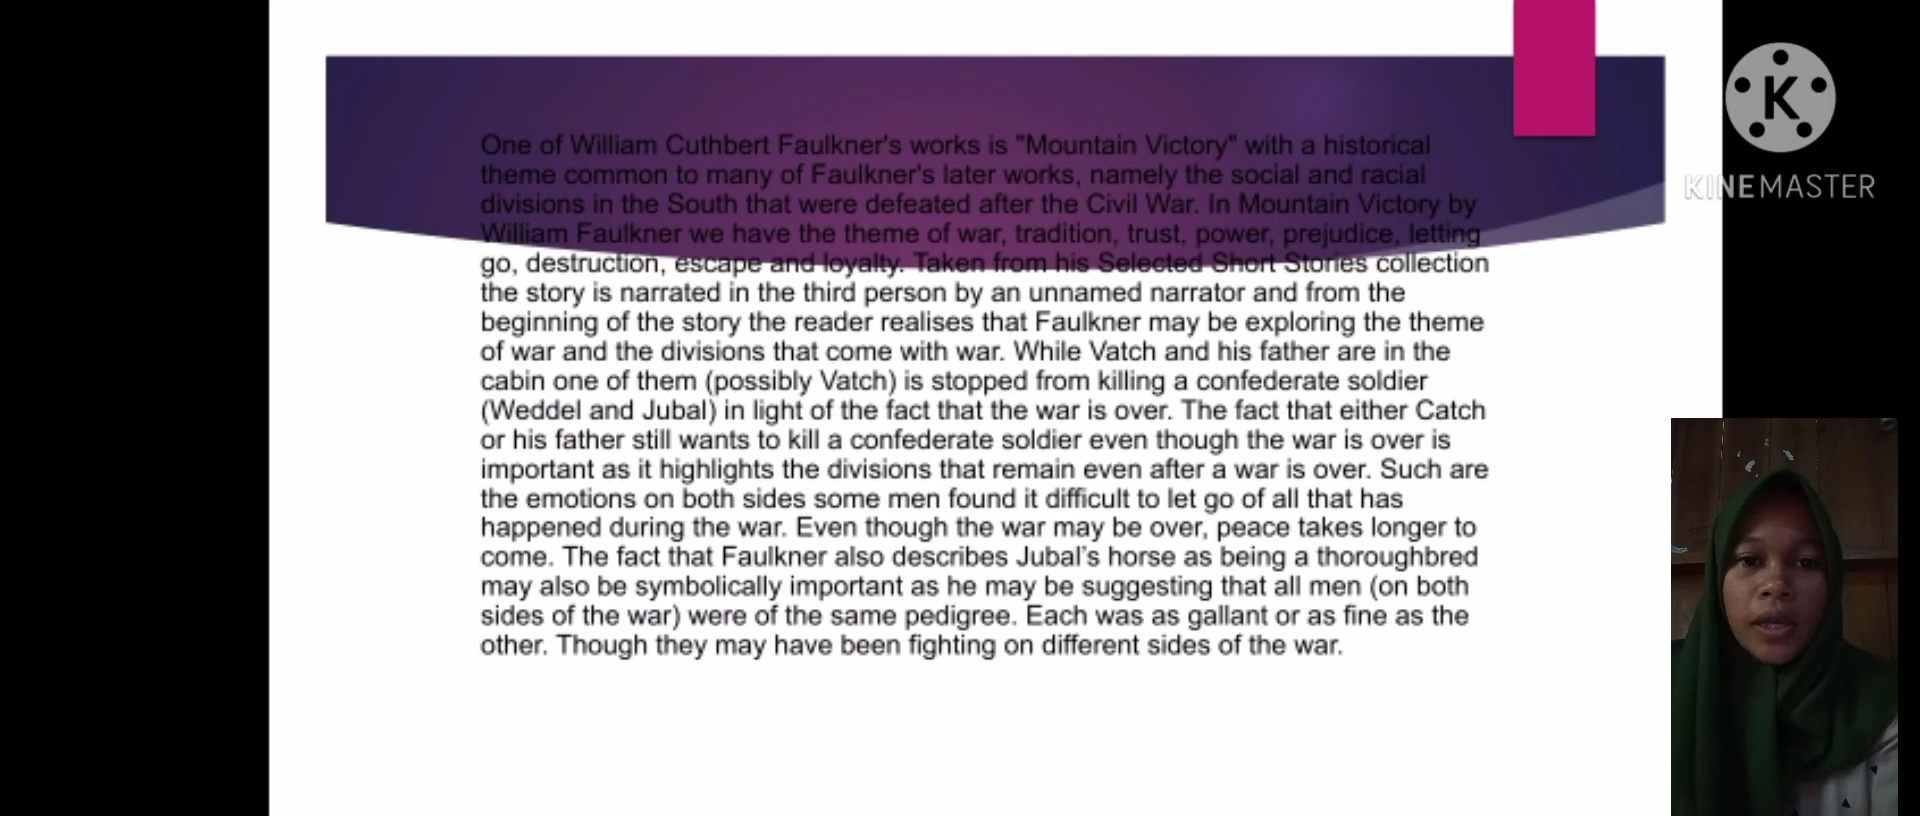 One of William Cuthbert Faulkner's works is "Mountain Victory" with a historical
theme common to many of Faulkner's later works, namely the social and racial
divisions in the South that were defeated after the Civil War. In Mountain Victory by
William Faulkner we have the theme of war, tradition, trust, power, prejudice, letting
go, destruction, escape and loyalty. Taken from his Selected Short Stories collection
the story is narrated in the third person by an unnamed narrator and from the
beginning of the story the reader realises that Faulkner may be exploring the theme
of war and the divisions that come with war. While Vatch and his father are in the
cabin one of them (possibly Vatch) is stopped from killing a confederate soldier
(Weddel and Jubal) in light of the fact that the war is over. The fact that either Catch
or his father still wants to kill a confederate soldier even though the war is over is
important as it highlights the divisions that remain even after a war is over. Such are
the emotions on both sides some men found it difficult to let go of all that has
happened during the war. Even though the war may be over, peace takes longer to
come. The fact that Faulkner also describes Jubal's horse as being a thoroughbred
may also be symbolically important as he may be suggesting that all men (on both
sides of the war) were of the same pedigree. Each was as gallant or as fine as the
other. Though they may have been fighting on different sides of the war.
K
KINEMASTER